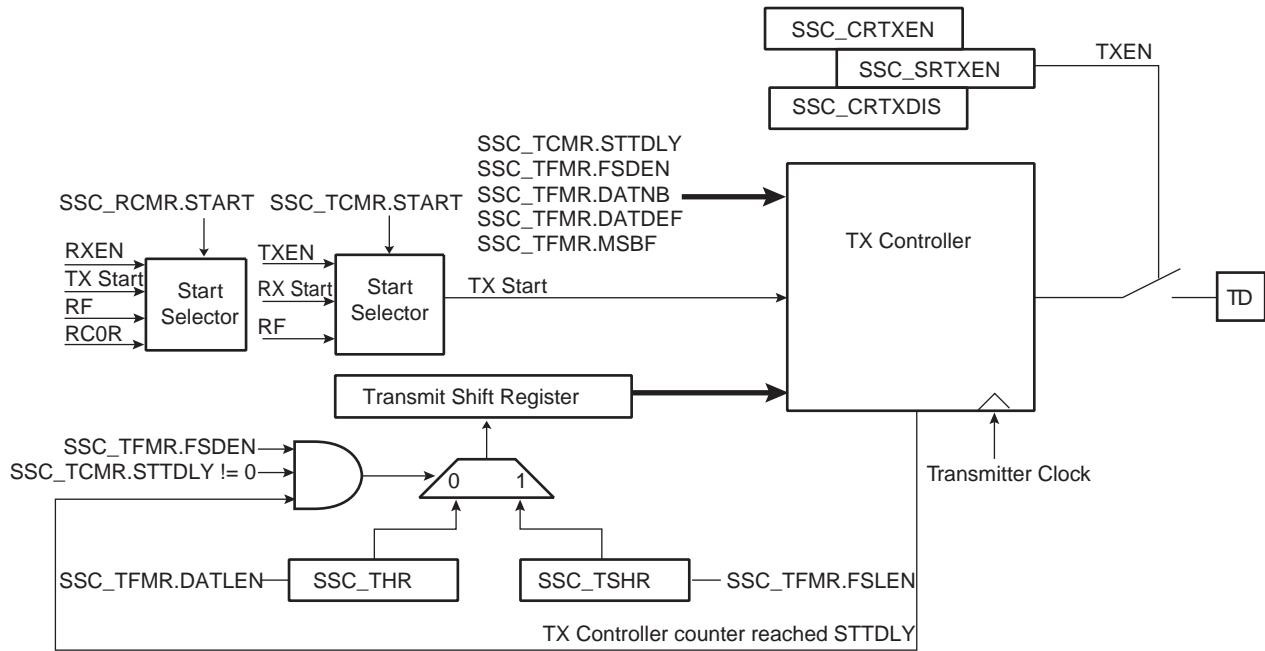 SSC_CRTXEN
SSC_SRTXEN
SSC_CRTXDIS
TXEN
SSC_TCMR.STTDLY
SSC_TFMR.FSDEN
SSC_TFMR.DATNB
SSC_TFMR.DATDEF
SSC_TFMR.MSBF
SSC_RCMR.START
SSC_TCMR.START
RXEN
TX Start
RF
RC0R
Start
Selector
TXEN
RX Start
RF
Start
Selector
TX Start
TX Controller
TD
Transmit Shift Register
Transmitter Clock
SSC_TFMR.FSDEN
SSC_TCMR.STTDLY != 0
0
1
SSC_TFMR.DATLEN
SSC_THR
SSC_TSHR
SSC_TFMR.FSLEN
TX Controller counter reached STTDLY